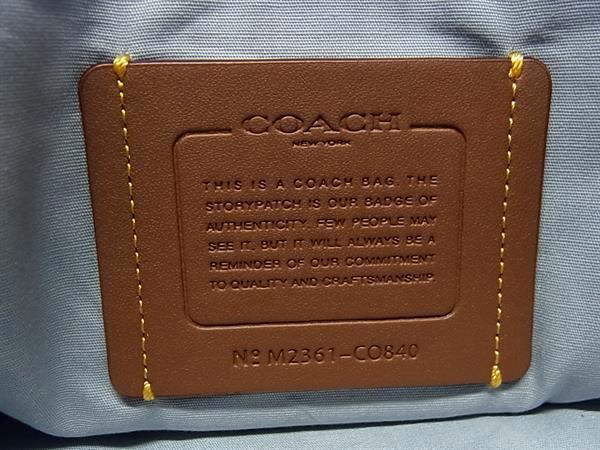 COACH
NEW YORK
THIS IS A COACH BAG. THE
STORYPATCH IS OUR BADGE OF
AUTHENTICITY. FEW PEOPLE MAY
SEE IT, BUT IT WILL ALWAYS BE A
REMINDER OF OUR COMMITMENT
TO QUALITY AND CRAFTSMANSHIP.
Nº M2361-CO840